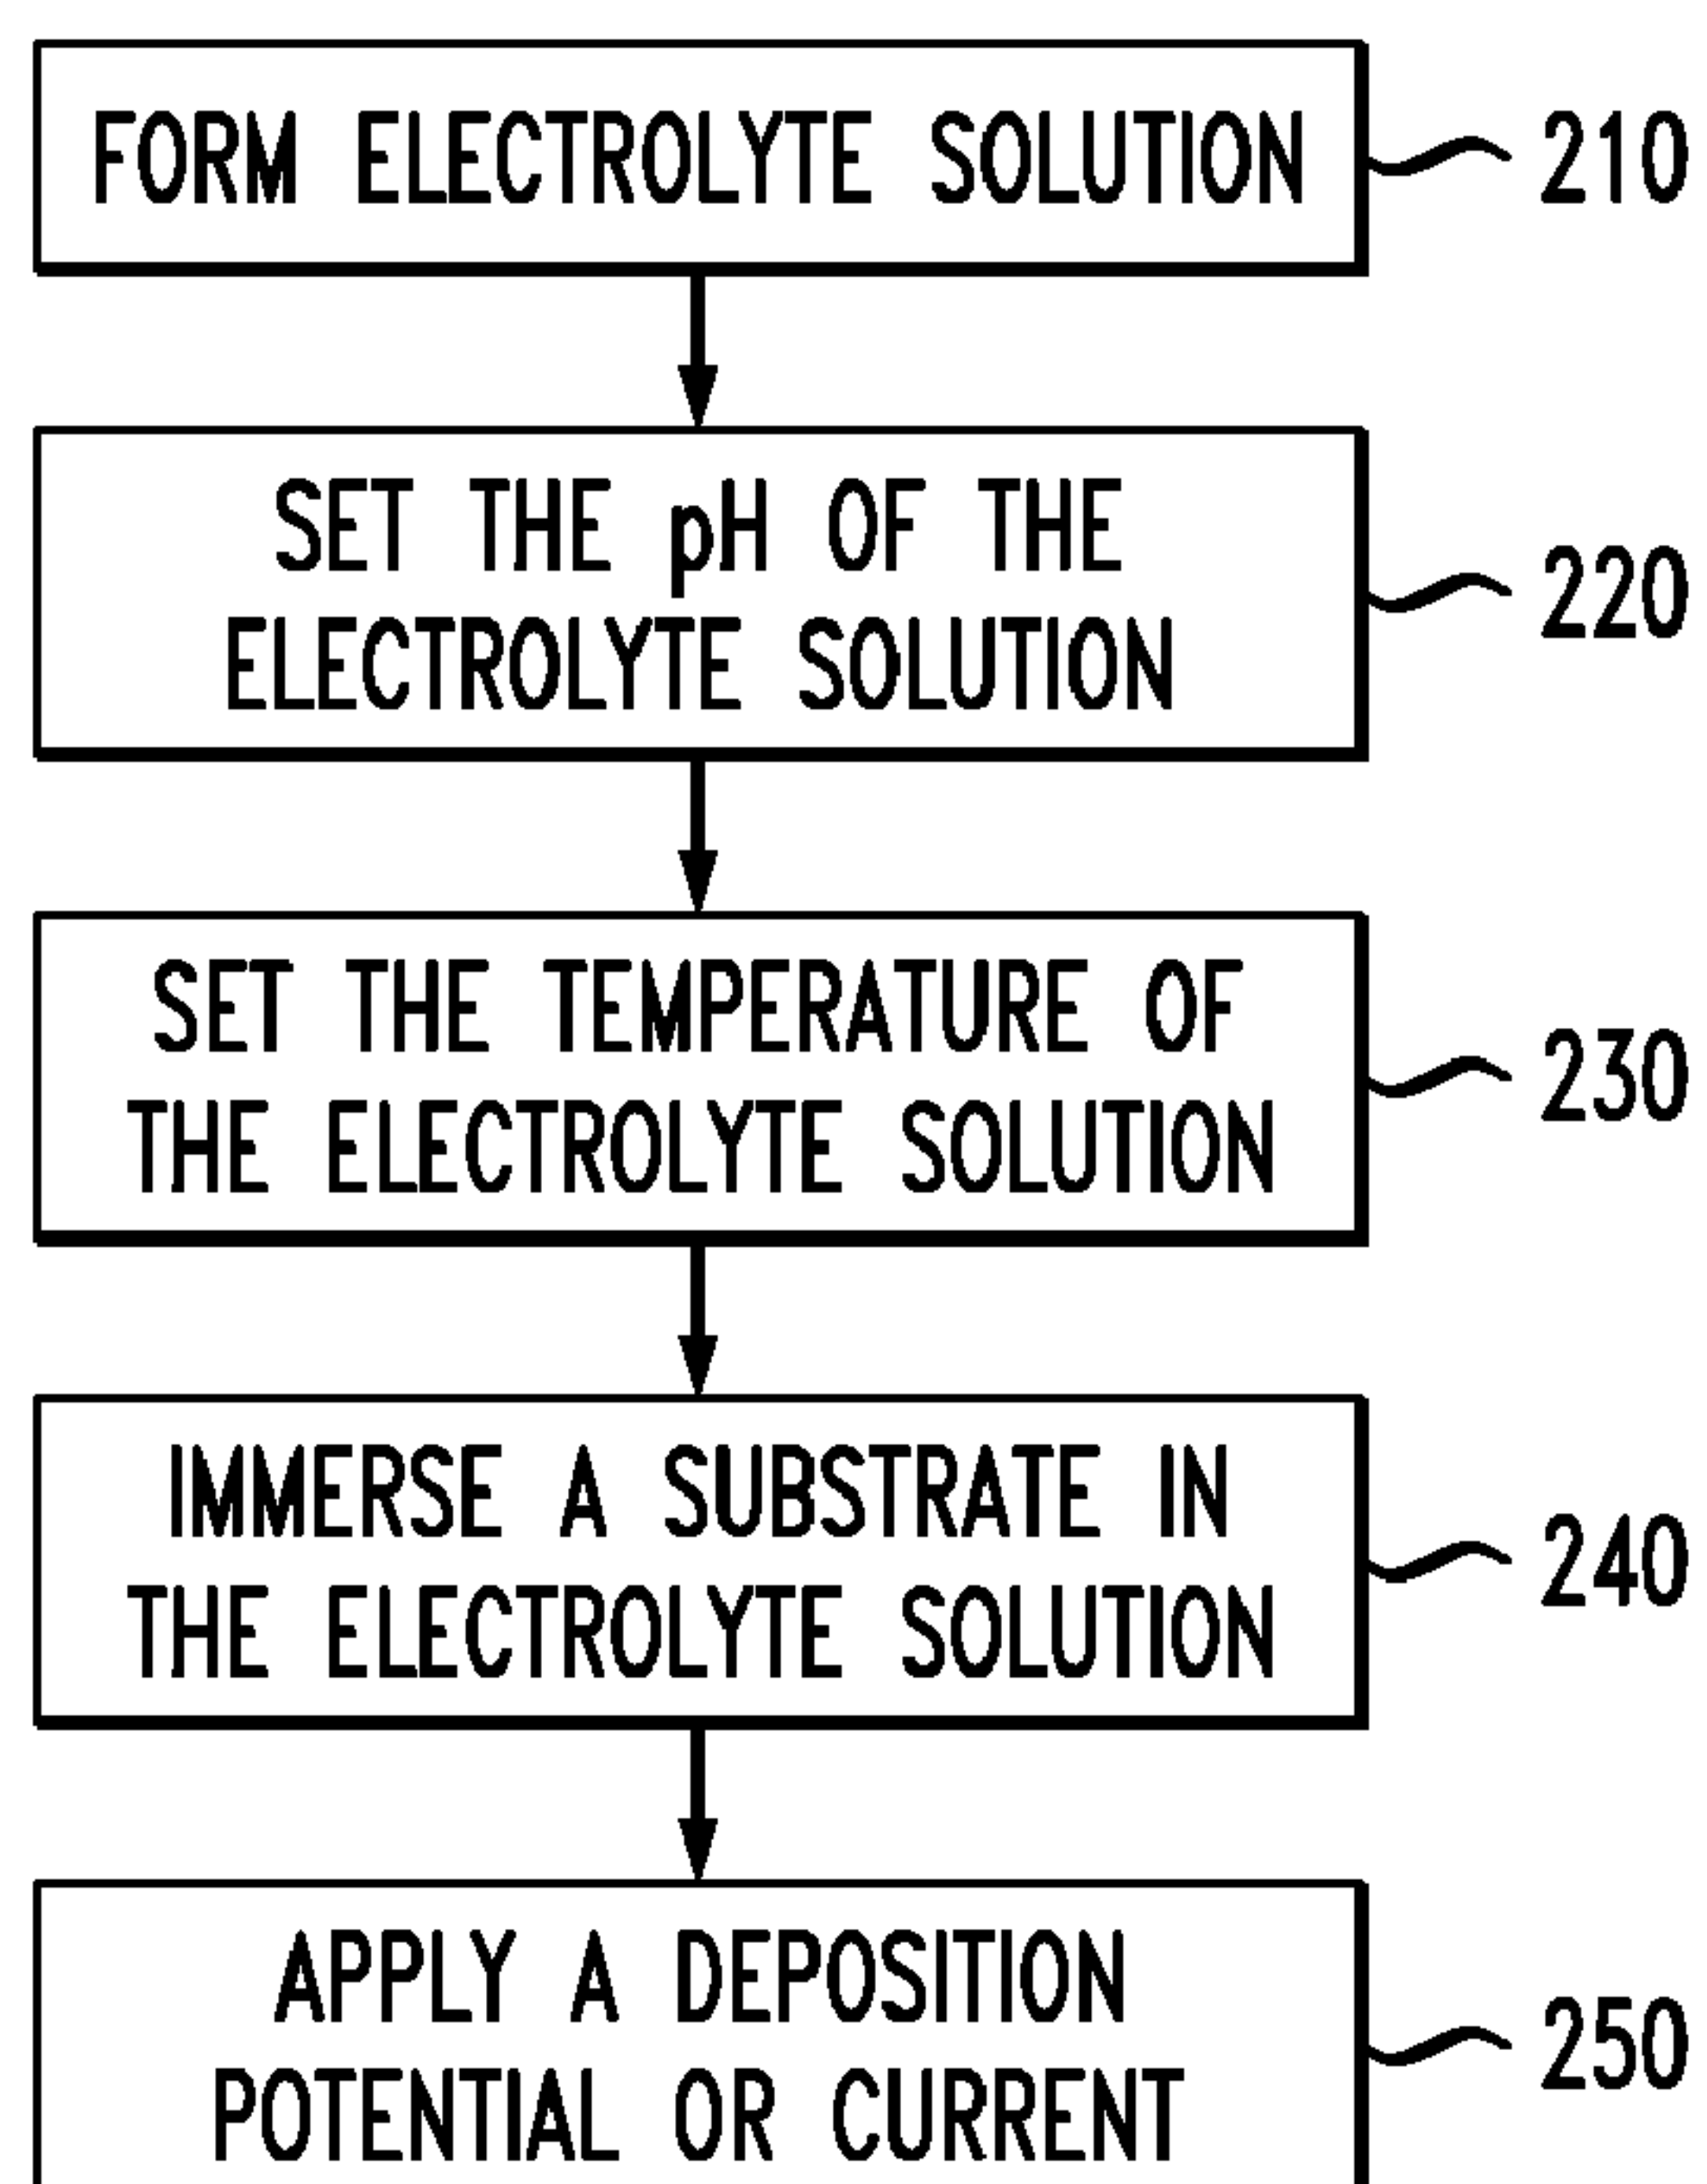 FORM ELECTROLYTE SOLUTION
210
SET THE pH OF THE
ELECTROLYTE SOLUTION
220
SET THE TEMPERATURE OF
THE ELECTROLYTE SOLUTION
230
IMMERSE A SUBSTRATE IN
THE ELECTROLYTE SOLUTION
240
APPLY A DEPOSITION
POTENTIAL OR CURRENT
250